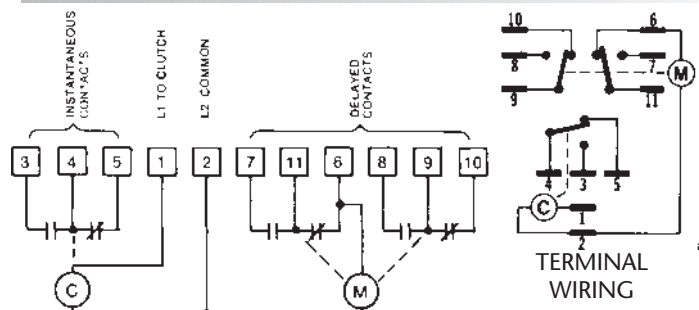 INSTANTANEOUS
CONTACTS
L1 TO CLUTCH
L2 COMMON
DELAYED
CONTACTS
3 4 5 1 2 7 11 6 8 9 10
C
M
10 6
8 7
M
9 11
4 3 5
C
1
2
TERMINAL
WIRING